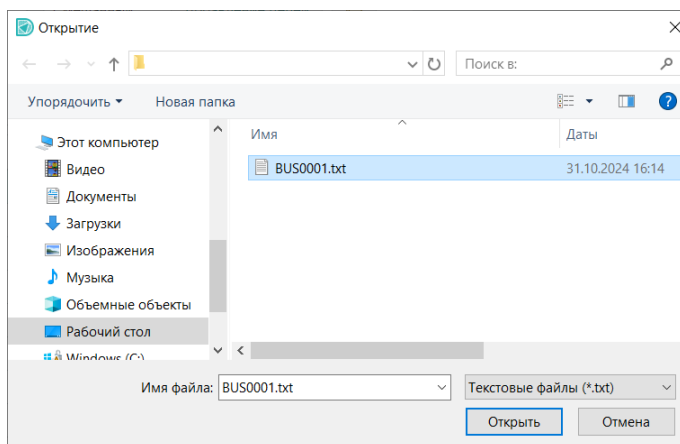 Открытие
Поиск в:
Упорядочить
Новая папка
Этот компьютер
Видео
Документы
Загрузки
Изображения
Музыка
Объемные объекты
Рабочий стол
Windows (C:)
Имя
Даты
BUS0001.txt
31.10.2024 16:14
Имя файла:
BUS0001.txt
Текстовые файлы (*.txt)
Открыть
Отмена